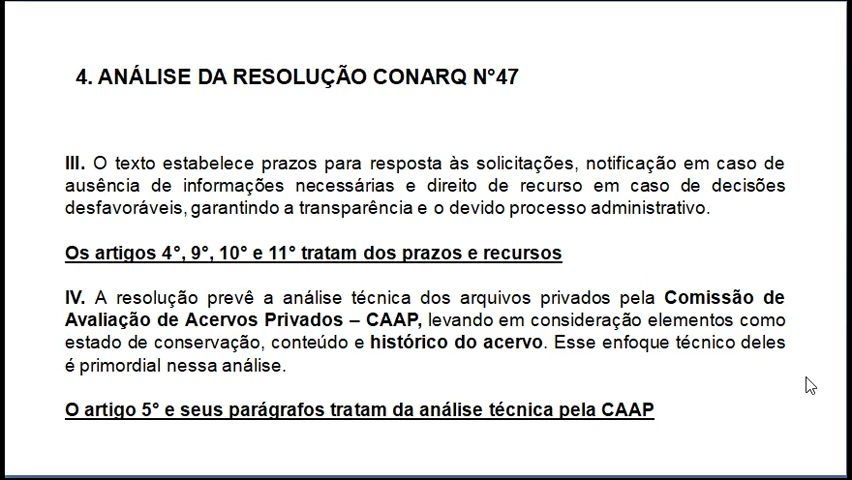 4. ANÁLISE DA RESOLUÇÃO CONARQ N°47
III. O texto estabelece prazos para resposta às solicitações, notificação em caso de
ausência de informações necessárias e direito de recurso em caso de decisões
desfavoráveis, garantindo a transparência e o devido processo administrativo.
Os artigos 4°, 9°, 10° e 11° tratam dos prazos e recursos
IV. A resolução prevê a análise técnica dos arquivos privados pela Comissão de
Avaliação de Acervos Privados – CAAP, levando em consideração elementos como
estado de conservação, conteúdo e histórico do acervo. Esse enfoque técnico deles
é primordial nessa análise.
O artigo 5° e seus parágrafos tratam da análise técnica pela CAAP